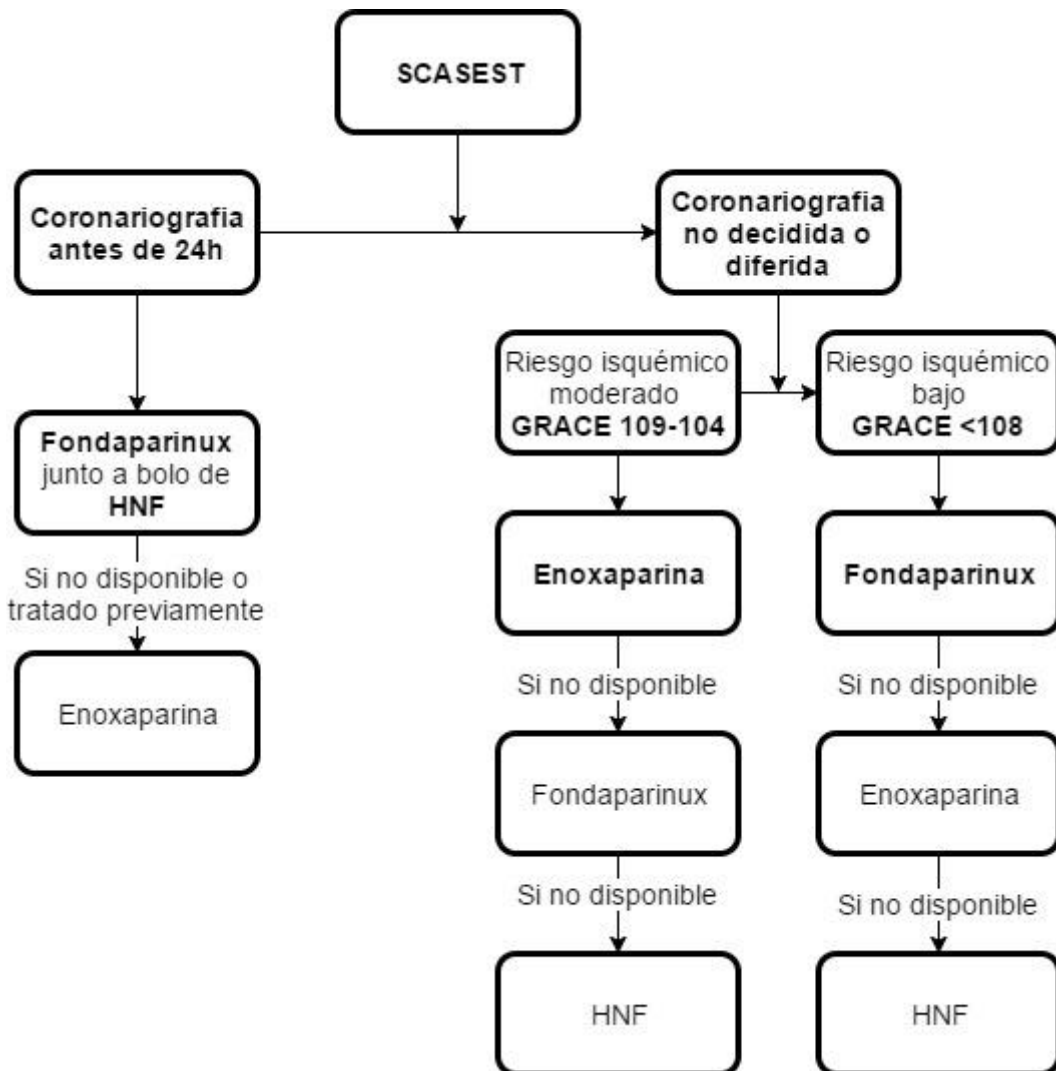 SCASEST
Coronariografia
antes de 24h
Coronariografia
no decidida o
diferida
Riesgo isquémico
moderado
GRACE 109-104
Riesgo isquémico
bajo
GRACE <108
Fondaparinux
junto a bolo de
HNF
Si no disponible o
tratado previamente
Enoxaparina
Enoxaparina
Si no disponible
Fondaparinux
Si no disponible
HNF
Fondaparinux
Si no disponible
Enoxaparina
Si no disponible
HNF